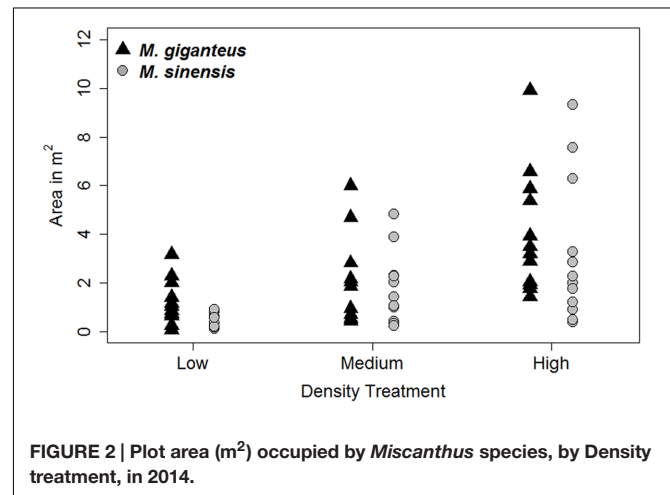 12
10
8
6
4
2
0
Area in m²
M. giganteus
M. sinensis
Low Medium High
Density Treatment
FIGURE 2 | Plot area (m²) occupied by Miscanthus species, by Density
treatment, in 2014.